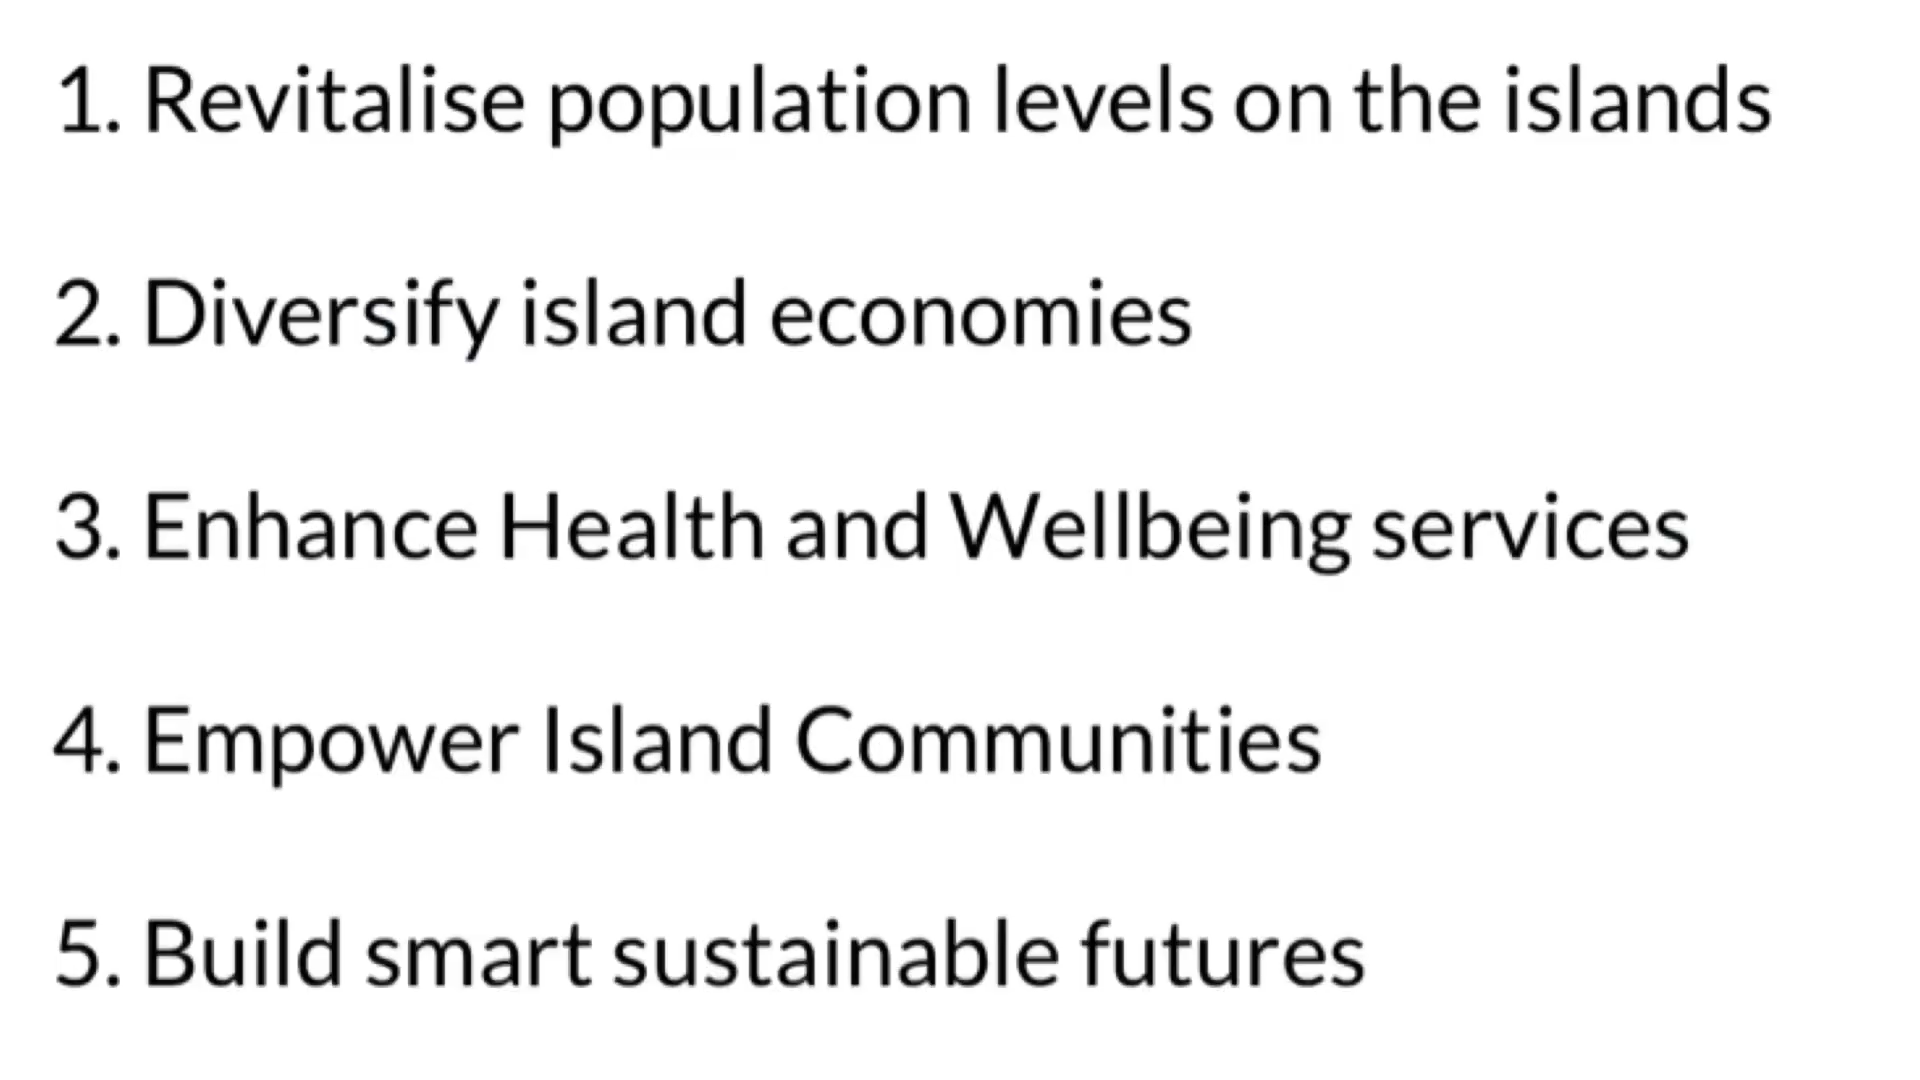 1. Revitalise population levels on the islands
2. Diversify island economies
3. Enhance Health and Wellbeing services
4. Empower Island Communities
5. Build smart sustainable futures